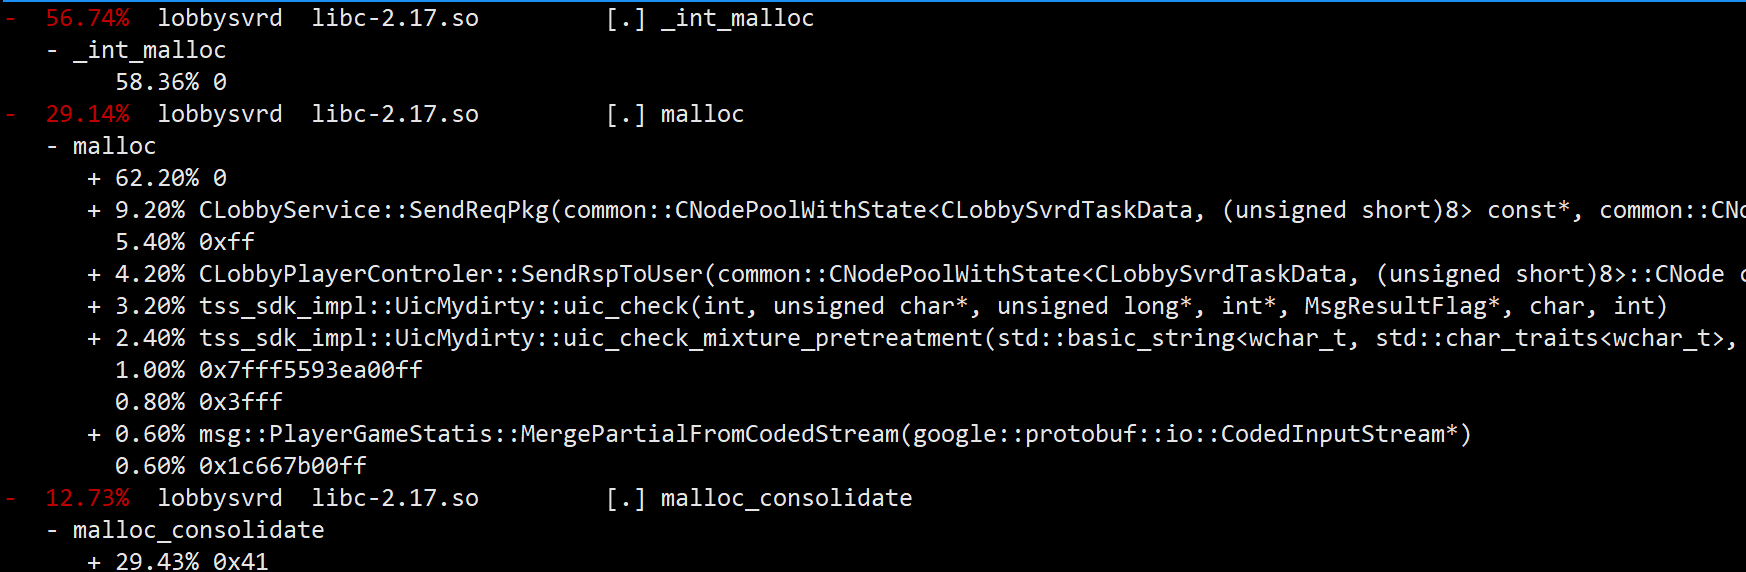 - 56.74% lobbysvrd libc-2.17.so [.] _int_malloc
- _int_malloc
58.36% 0
- 29.14% lobbysvrd libc-2.17.so [.] malloc
- malloc
+ 62.20% 0
+ 9.20% CLobbyService::SendReqPkg(common::CNodePoolWithState<CLobbySvrdTaskData, (unsigned short)8> const*, common::CNo
5.40% 0xff
+ 4.20% CLobbyPlayerControler::SendRspToUser(common::CNodePoolWithState<CLobbySvrdTaskData, (unsigned short)8>::CNode c
+ 3.20% tss_sdk_impl::UicMydirty::uic_check(int, unsigned char*, unsigned long*, int*, MsgResultFlag*, char, int)
+ 2.40% tss_sdk_impl::UicMydirty::uic_check_mixture_pretreatment(std::basic_string<wchar_t, std::char_traits<wchar_t>,
1.00% 0x7fff5593ea00ff
0.80% 0x3fff
+ 0.60% msg::PlayerGameStatis::MergePartialFromCodedStream(google::protobuf::io::CodedInputStream*)
0.60% 0x1c667b00ff
- 12.73% lobbysvrd libc-2.17.so [.] malloc_consolidate
- malloc_consolidate
+ 29.43% 0x41